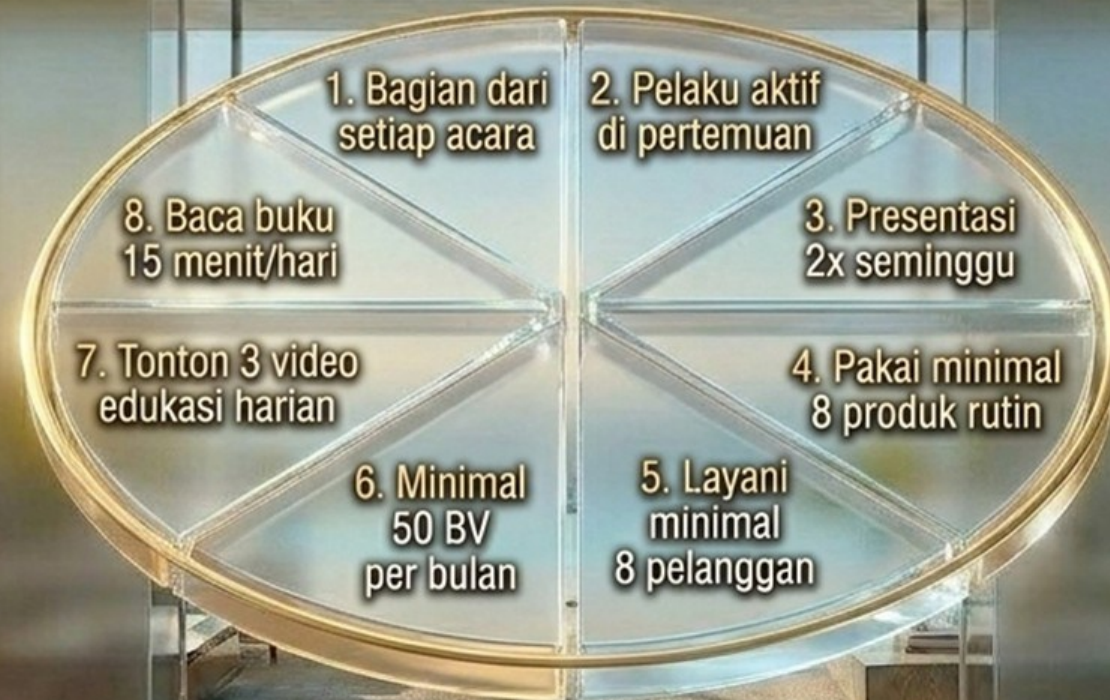 1. Bagian dari
setiap acara
2. Pelaku aktif
di pertemuan
3. Presentasi
2x seminggu
4. Pakai minimal
8 produk rutin
5. Layani
minimal
8 pelanggan
6. Minimal
50 BV
per bulan
7. Tonton 3 video
edukasi harian
8. Baca buku
15 menit/hari